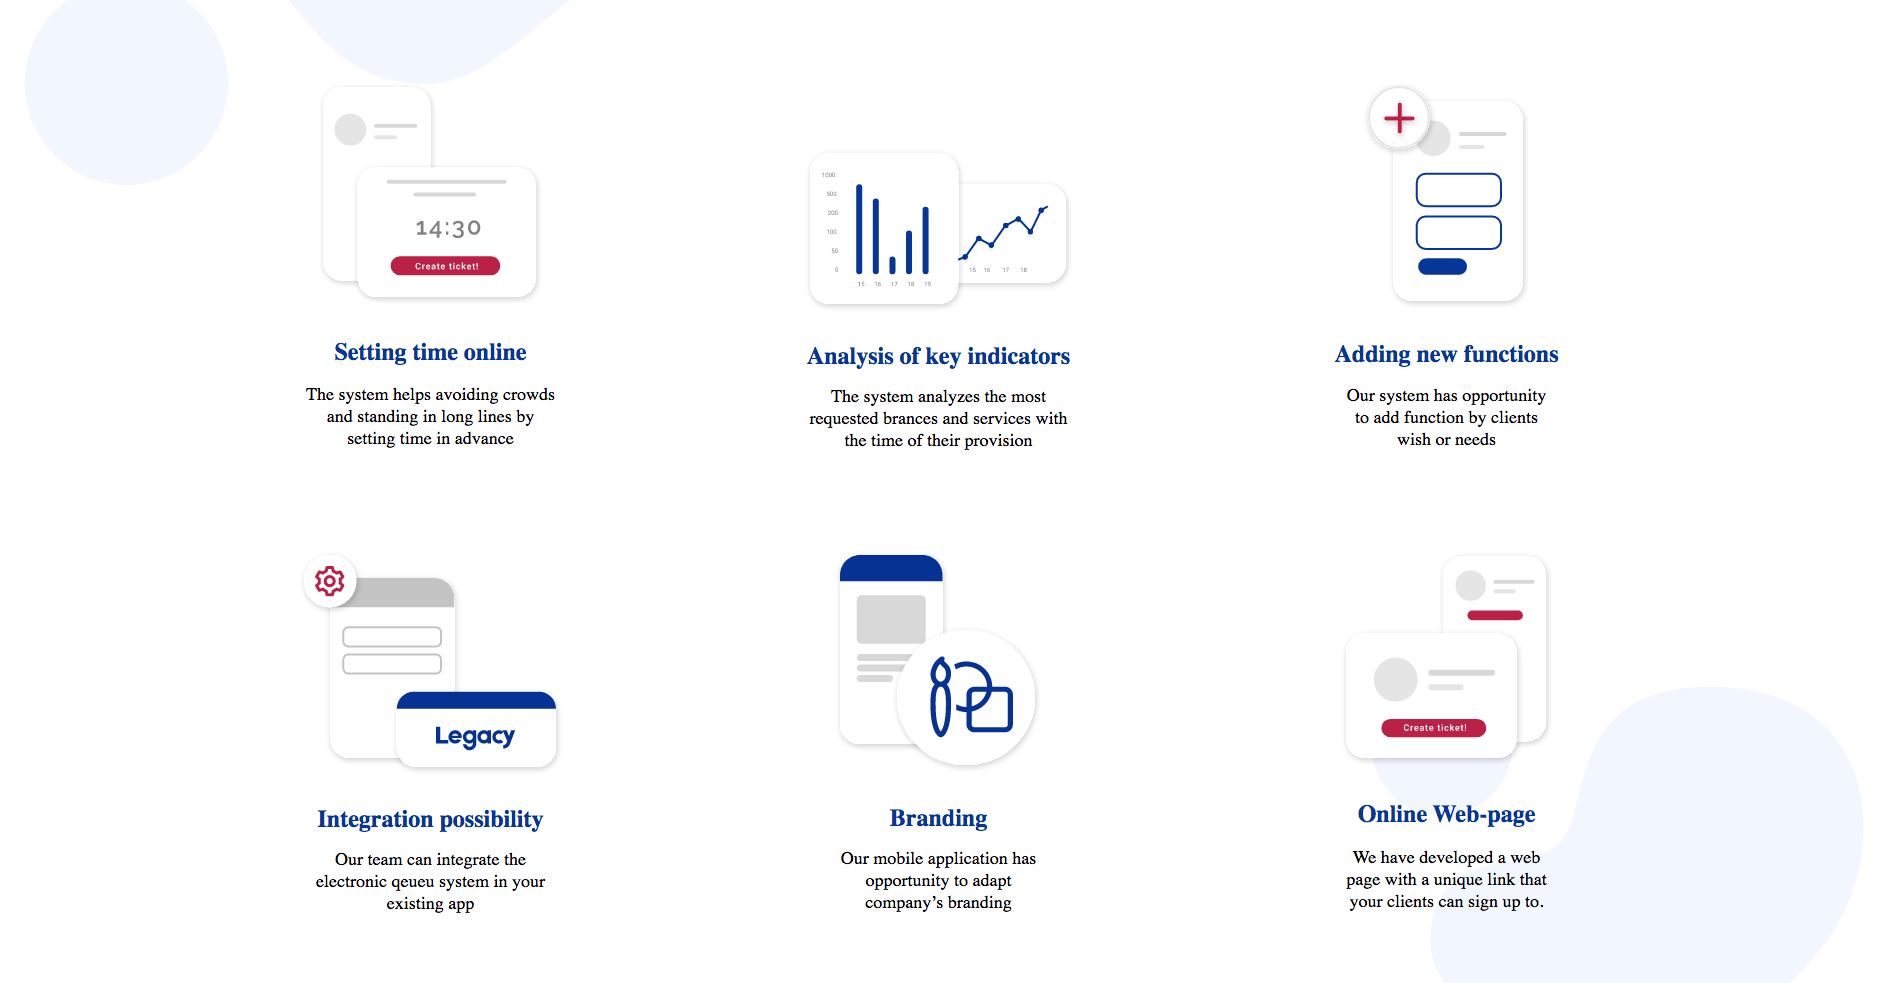 14:30
Create ticket!
Setting time online
The system helps avoiding crowds
and standing in long lines by
setting time in advance
1000
500
200
100
50
0
15 16 17 18 19
15 16 17 18
Analysis of key indicators
The system analyzes the most
requested brances and services with
the time of their provision
Adding new functions
Our system has opportunity
to add function by clients
wish or needs
Legacy
Integration possibility
Our team can integrate the
electronic qeueu system in your
existing app
Branding
Our mobile application has
opportunity to adapt
company’s branding
Create ticket!
Online Web-page
We have developed a web
page with a unique link that
your clients can sign up to.